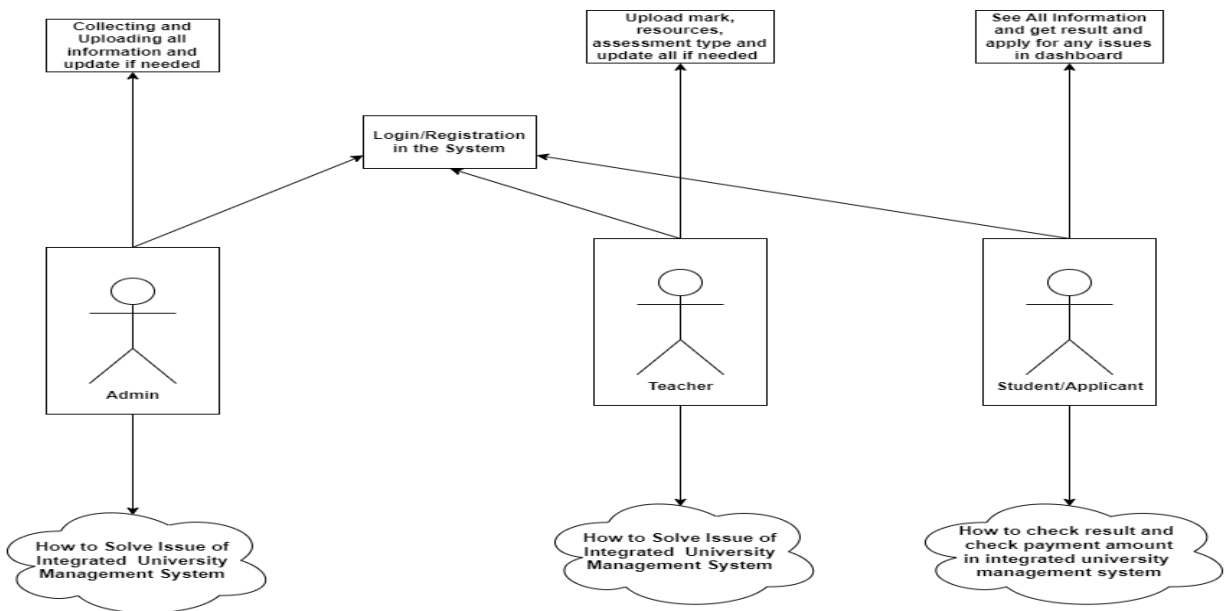 Collecting and
Uploading all
information and
update if needed
Upload mark,
resources,
assessment type and
update all if needed
See All Information
and get result and
apply for any issues
in dashboard
Login/Registration
in the System
Admin
Teacher
Student/Applicant
How to Solve Issue of
Integrated University
Management System
How to Solve Issue of
Integrated University
Management System
How to check result and
check payment amount
in integrated university
management system